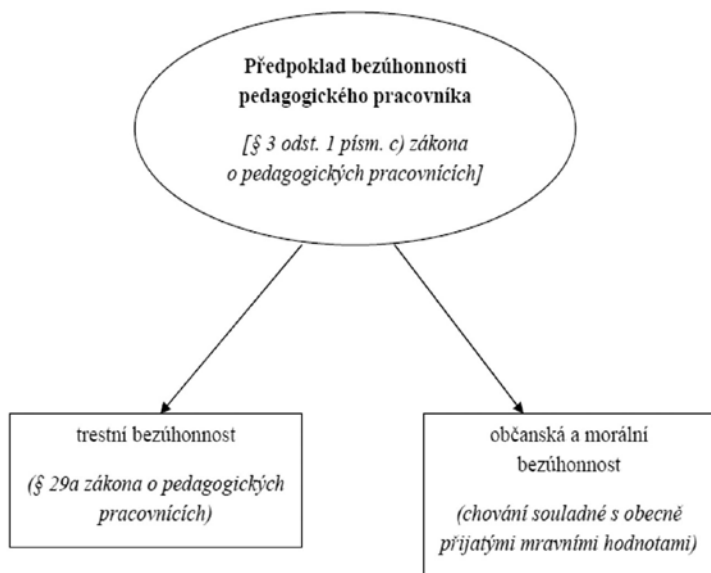 Předpoklad bezúhonnosti
pedagogického pracovníka
[§ 3 odst. 1 písm. c) zákona
o pedagogických pracovnících]
trestní bezúhonnost
(§ 29a zákona o pedagogických
pracovnících)
občanská a morální
bezúhonnost
(chování souladné s obecně
přijatými mravními hodnotami)